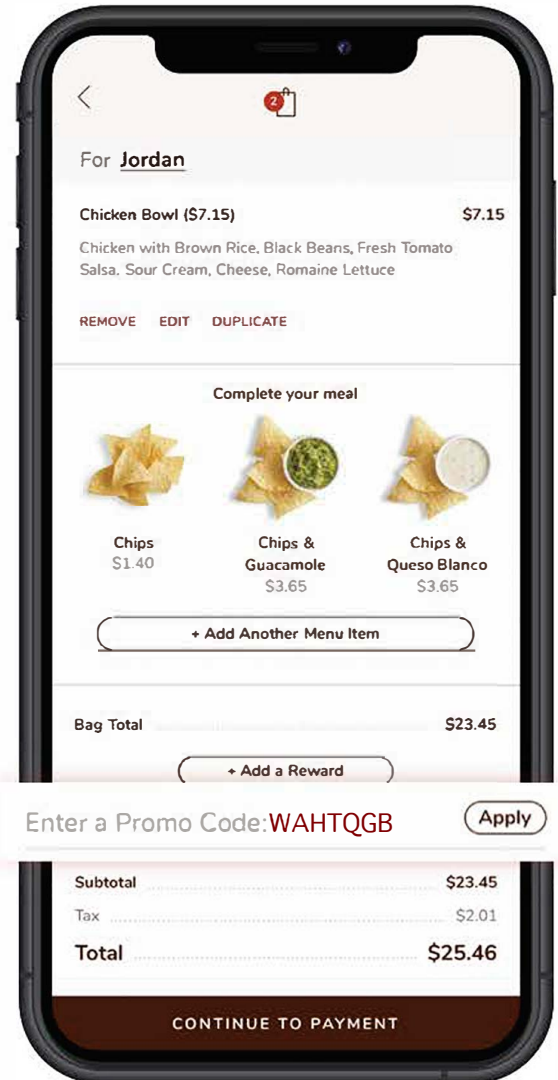 2
For Jordan
Chicken Bowl ($7.15) $7.15
Chicken with Brown Rice, Black Beans, Fresh Tomato
Salsa, Sour Cream, Cheese, Romaine Lettuce
REMOVE EDIT DUPLICATE
Complete your meal
Chips Chips & Chips &
$1.40 Guacamole Queso Blanco
$3.65 $3.65
+ Add Another Menu Item
Bag Total $23.45
+ Add a Reward
Enter a Promo Code:WAHTQGB Apply
Subtotal $23.45
Tax $2.01
Total $25.46
CONTINUE TO PAYMENT